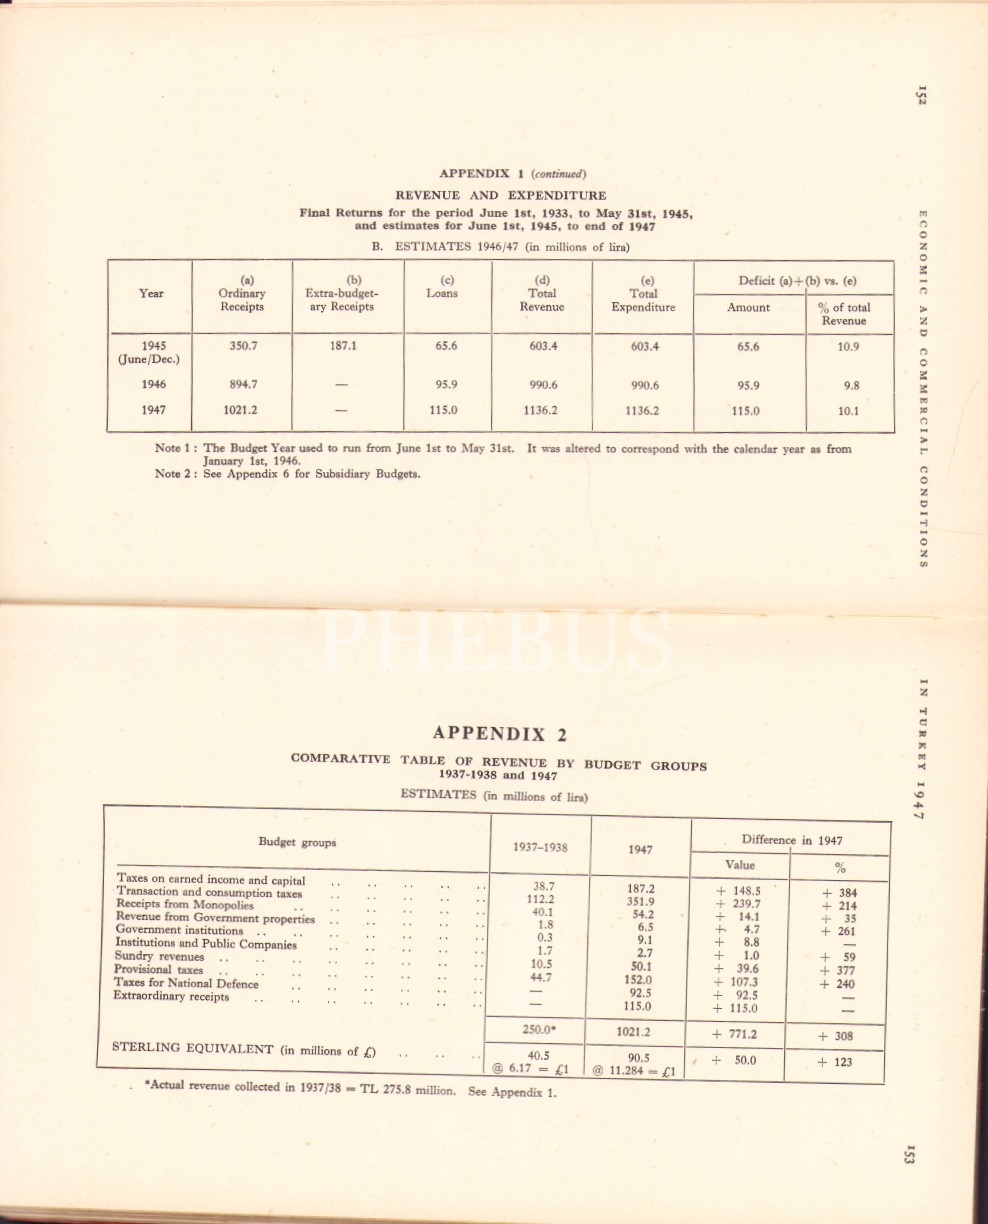 152
ECONOMIC AND COMMERCIAL CONDITIONS
APPENDIX 1 (continued)
REVENUE AND EXPENDITURE
Final Returns for the period June 1st, 1933, to May 31st, 1945,
and estimates for June 1st, 1945, to end of 1947
B. ESTIMATES 1946/47 (in millions of lira)
Year (a) Ordinary Receipts (b) Extra-budget-ary Receipts (c) Loans (d) Total Revenue (e) Total Expenditure Deficit (a)+(b) vs. (e)
Amount % of total Revenue
1945 (June/Dec.) 350.7 187.1 65.6 603.4 603.4 65.6 10.9
1946 894.7 — 95.9 990.6 990.6 95.9 9.8
1947 1021.2 — 115.0 1136.2 1136.2 115.0 10.1
Note 1 : The Budget Year used to run from June 1st to May 31st. It was altered to correspond with the calendar year as from
January 1st, 1946.
Note 2 : See Appendix 6 for Subsidiary Budgets.
PHEBUS
IN TURKEY 1947
APPENDIX 2
COMPARATIVE TABLE OF REVENUE BY BUDGET GROUPS
1937-1938 and 1947
ESTIMATES (in millions of lira)
Budget groups 1937–1938 1947 Difference in 1947
Value %
Taxes on earned income and capital .. .. .. .. .. 38.7 187.2 + 148.5 + 384
Transaction and consumption taxes .. .. .. .. .. 112.2 351.9 + 239.7 + 214
Receipts from Monopolies .. .. .. .. .. .. 40.1 54.2 + 14.1 + 35
Revenue from Government properties .. .. .. .. .. 1.8 6.5 + 4.7 + 261
Government institutions .. .. .. .. .. .. .. 0.3 9.1 + 8.8 —
Institutions and Public Companies .. .. .. .. .. 1.7 2.7 + 1.0 + 59
Sundry revenues .. .. .. .. .. .. .. .. 10.5 50.1 + 39.6 + 377
Provisional taxes .. .. .. .. .. .. .. .. 44.7 152.0 + 107.3 + 240
Taxes for National Defence .. .. .. .. .. .. — 92.5 + 92.5 —
Extraordinary receipts .. .. .. .. .. .. .. — 115.0 + 115.0 —
250.0* 1021.2 + 771.2 + 308
STERLING EQUIVALENT (in millions of £) .. .. .. 40.5 90.5 + 50.0 + 123
@ 6.17 = £1 @ 11.284 = £1
*Actual revenue collected in 1937/38 = TL 275.8 million. See Appendix 1.
153